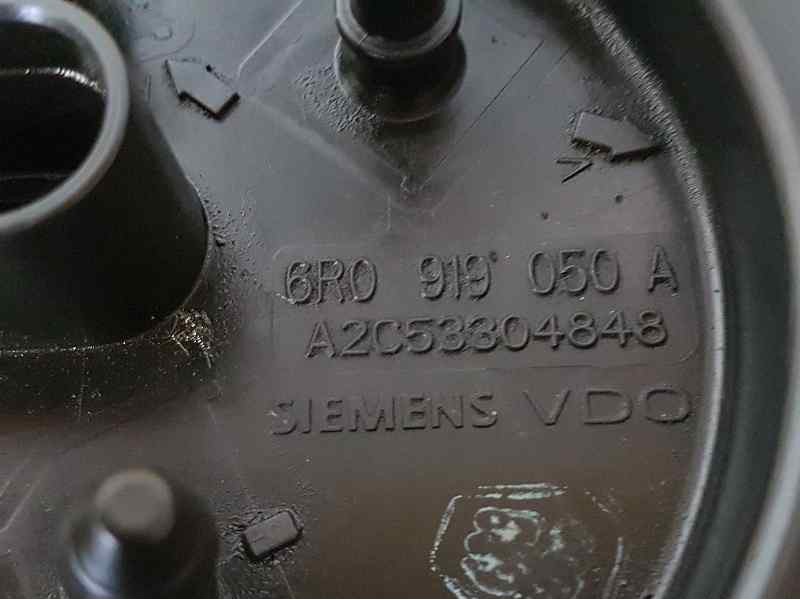 6R0 919 050 A
A2C53304848
SIEMENS VDO